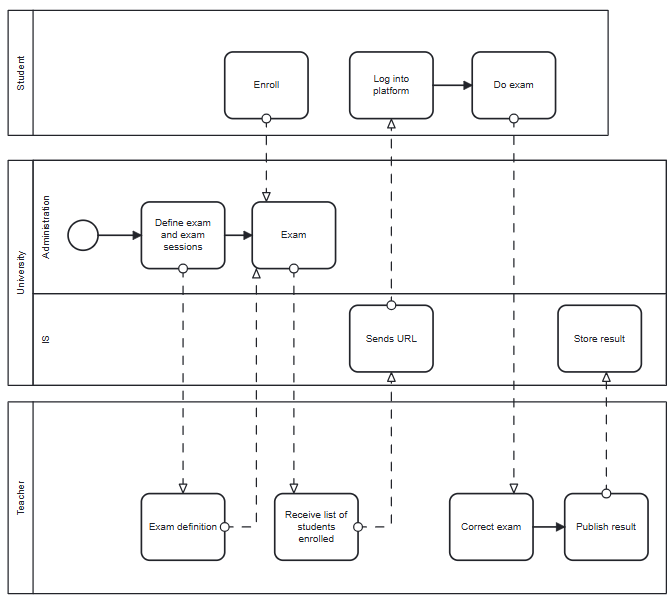 Student
Enroll
Log into
platform
Do exam
University
Administration
Define exam
and exam
sessions
Exam
IS
Sends URL
Store result
Teacher
Exam definition
Receive list of
students
enrolled
Correct exam
Publish result